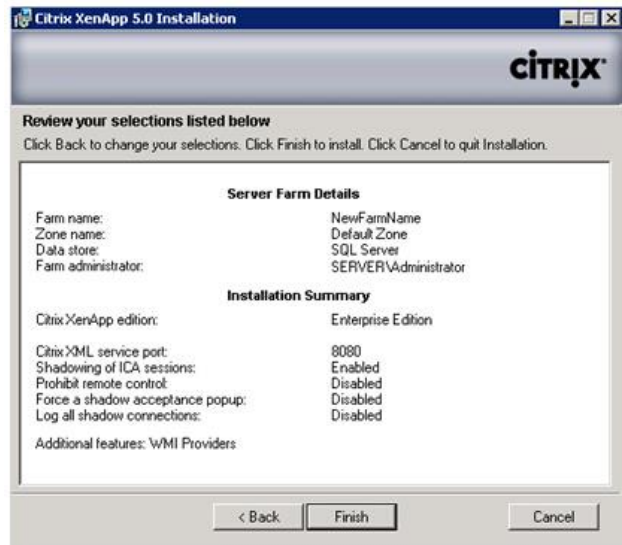 Citrix XenApp 5.0 Installation
CİTRIX
Review your selections listed below
Click Back to change your selections. Click Finish to install. Click Cancel to quit Installation.
Server Farm Details
Farm name: NewFarmName
Zone name: Default Zone
Data store: SQL Server
Farm administrator: SERVER\Administrator
Installation Summary
Citrix XenApp edition: Enterprise Edition
Citrix XML service port: 8080
Shadowing of ICA sessions: Enabled
Prohibit remote control: Disabled
Force a shadow acceptance popup: Disabled
Log all shadow connections: Disabled
Additional features: WMI Providers
< Back Finish Cancel